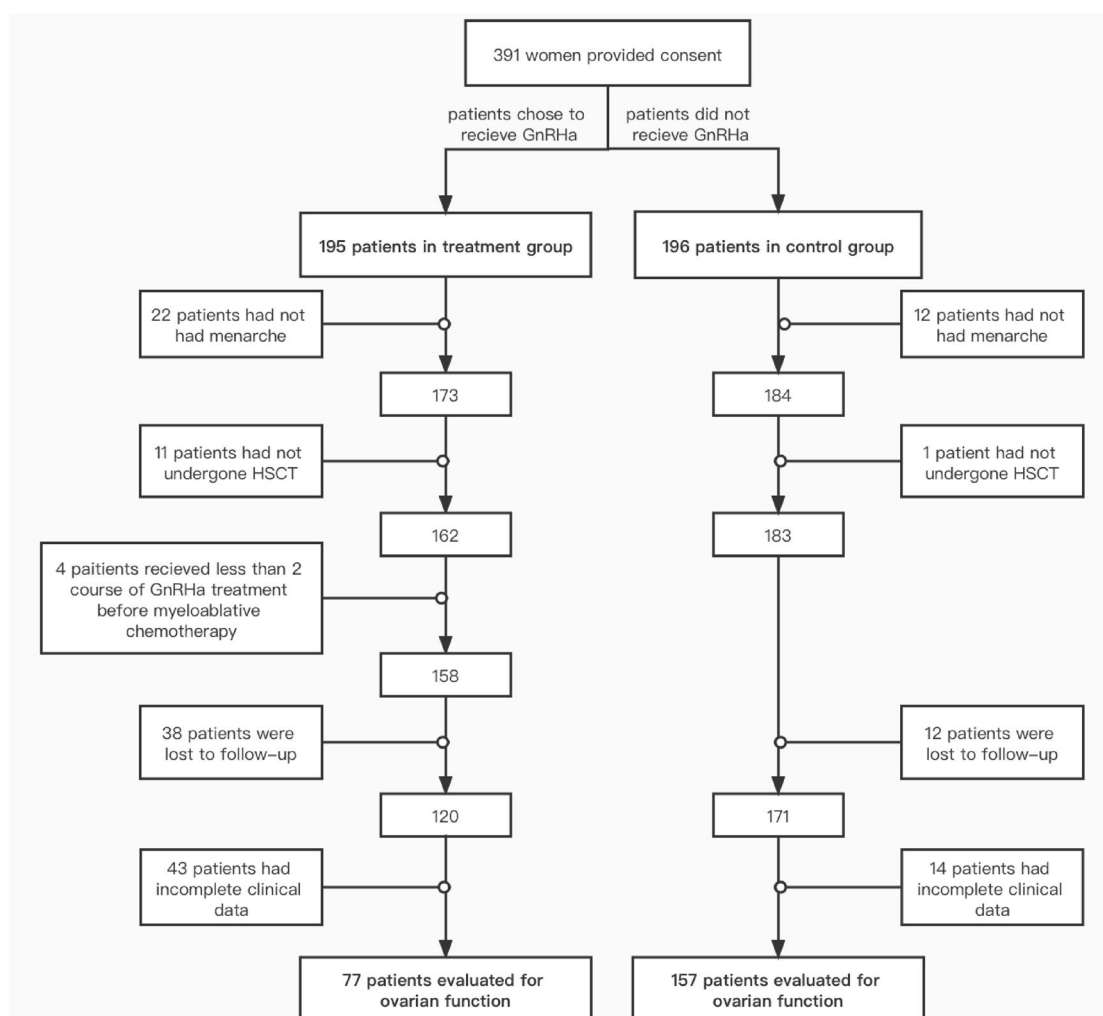 391 women provided consent
patients chose to
recieve GnRHa
patients did not
recieve GnRHa
195 patients in treatment group
196 patients in control group
22 patients had not
had menarche
12 patients had not
had menarche
173
184
11 patients had not
undergone HSCT
1 patient had not
undergone HSCT
162
183
4 paitients recieved less than 2
course of GnRHa treatment
before myeloablative
chemotherapy
158
38 patients were
lost to follow-up
12 patients were
lost to follow-up
120
171
43 patients had
incomplete clinical
data
14 patients had
incomplete clinical
data
77 patients evaluated for
ovarian function
157 patients evaluated for
ovarian function